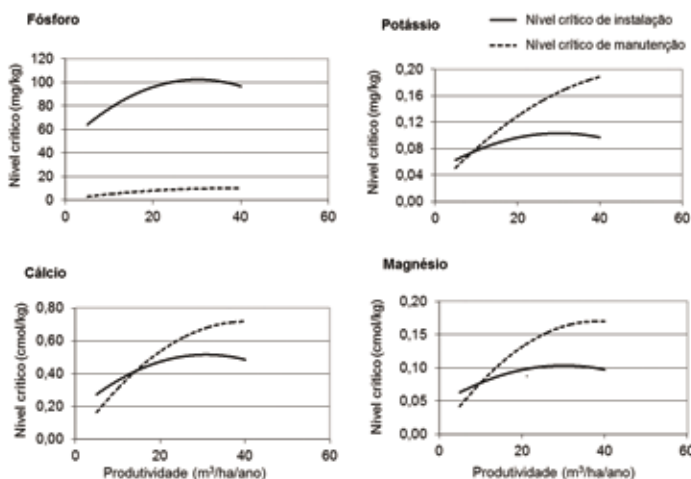 Fósforo
Nível crítico (mg/kg)
120
100
80
60
40
20
0
0 20 40 60
Potássio
Nível crítico de instalação
Nível crítico de manutenção
Nível crítico (mg/kg)
0,20
0,16
0,12
0,08
0,04
0,00
0 20 40 60
Cálcio
Nível crítico (cmol/kg)
0,80
0,60
0,40
0,20
0,00
0 20 40 60
Produtividade (m³/ha/ano)
Magnésio
Nível crítico (cmol/kg)
0,20
0,15
0,10
0,05
0,00
0 20 40 60
Produtividade (m³/ha/ano)